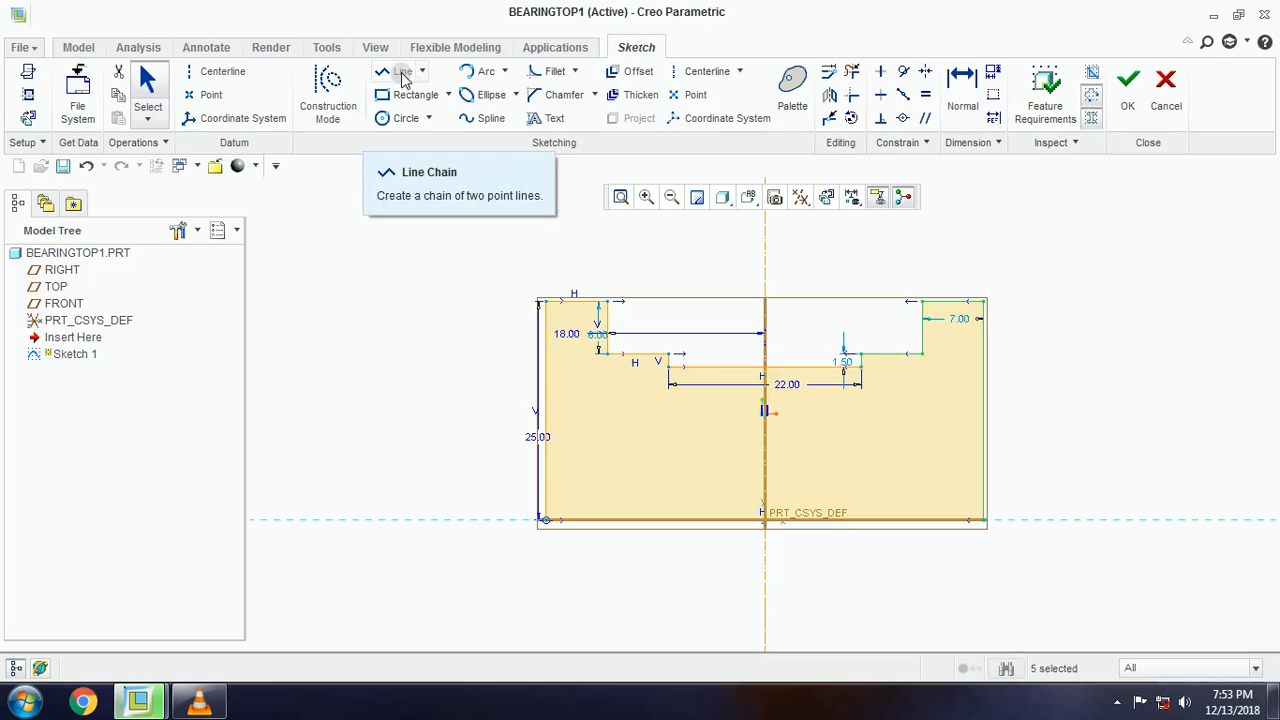 BEARINGTOP1 (Active) - Creo Parametric
File Model Analysis Annotate Render Tools View Flexible Modeling Applications Sketch
Centerline Line Arc Fillet Offset Centerline
File System Point Select Construction Mode Rectangle Ellipse Chamfer Thicken Point Palette Normal Feature Requirements OK Cancel
Coordinate System Circle Spline Text Project Coordinate System
Setup Get Data Operations Datum Sketching Editing Constrain Dimension Inspect Close
Line Chain
Create a chain of two point lines.
Model Tree
BEARINGTOP1.PRT
RIGHT
TOP
FRONT
PRT_CSYS_DEF
Insert Here
Sketch 1
H
7.00
18.00 V 6.00
H V 1.50
H
22.00
V
25.00
V
H PRT_CSYS_DEF
5 selected All
7:53 PM
12/13/2018